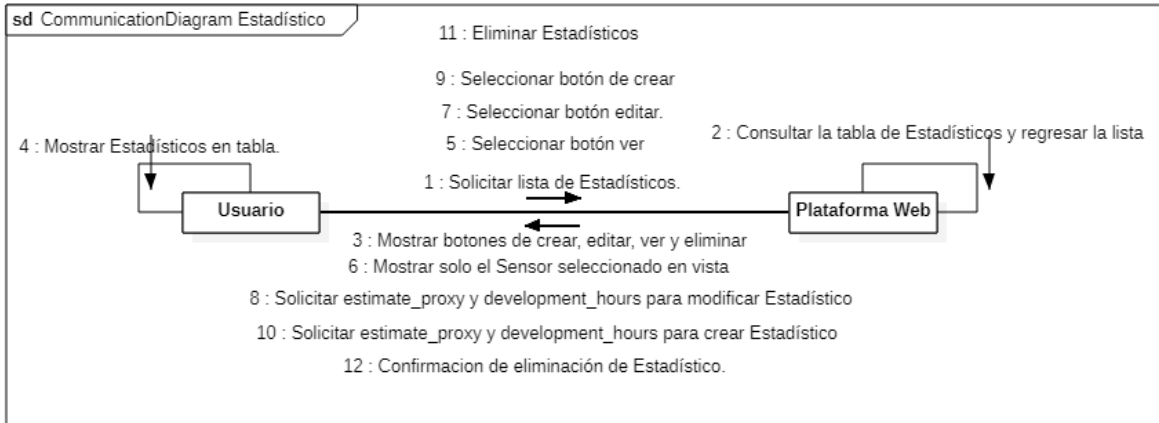 sd CommunicationDiagram Estadístico
11 : Eliminar Estadísticos
9 : Seleccionar botón de crear
7 : Seleccionar botón editar.
5 : Seleccionar botón ver
2 : Consultar la tabla de Estadísticos y regresar la lista
4 : Mostrar Estadísticos en tabla.
1 : Solicitar lista de Estadísticos.
Usuario
Plataforma Web
3 : Mostrar botones de crear, editar, ver y eliminar
6 : Mostrar solo el Sensor seleccionado en vista
8 : Solicitar estimate_proxy y development_hours para modificar Estadístico
10 : Solicitar estimate_proxy y development_hours para crear Estadístico
12 : Confirmacion de eliminación de Estadístico.